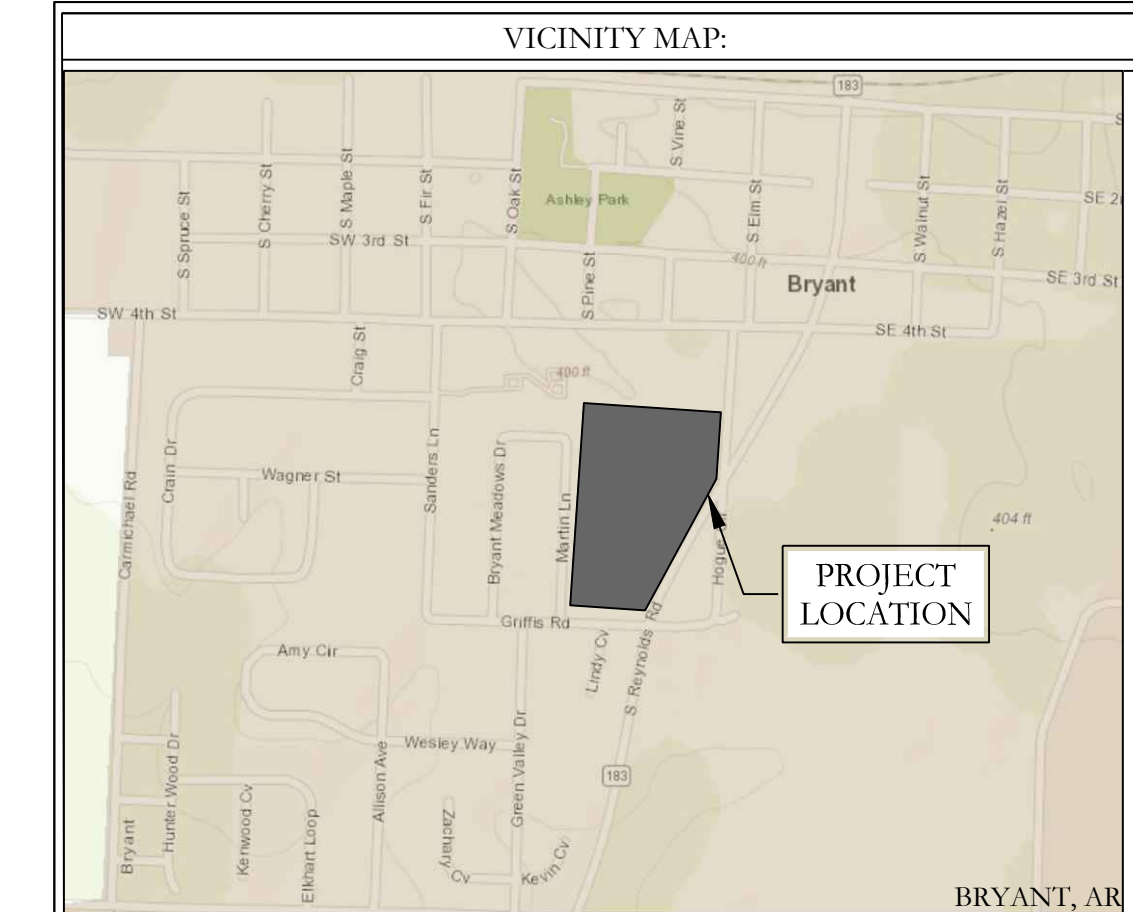 VICINITY MAP:
183
S Vine St
S Cherry St
S Maple St
S Fir St
S Oak St
Ashley Park
S Spruce St
S Elm St
S Walnut St
S Hazel St
SE 2
SW 3rd St
S Pine St
400 ft
Bryant
SE 3rd St
SW 4th St
SE 4th St
Craig St
400 ft
Crain Dr
Wagner St
Sanders Ln
Bryant Meadows Dr
Martin Ln
Carmichael Rd
Hogue
404 ft
PROJECT
LOCATION
Griffis Rd
Lindy Cv
S Reynolds Rd
Amy Cir
Wesley Way
Green Valley Dr
183
Hunter Wood Dr
Allison Ave
Bryant
Kenwood Cv
Elkhart Loop
Zachary
Cv
Kevin Cv
BRYANT, AR